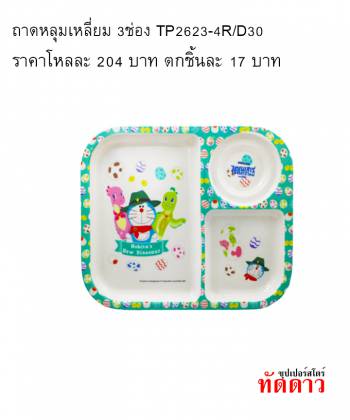 ถาดหลุมเหลี่ยม 3ช่อง TP2623-4R/D30
ราคาโหลละ 204 บาท ตกชิ้นละ 17 บาท
Nobita's
New Dinosaur
ซุปเปอร์สโตร์
ทัดดาว